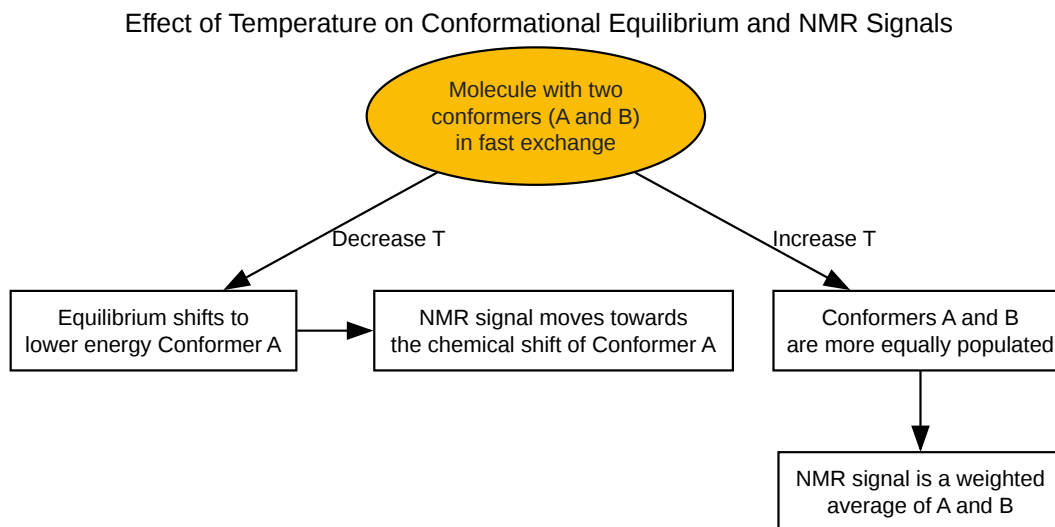 Effect of Temperature on Conformational Equilibrium and NMR Signals
Molecule with two
conformers (A and B)
in fast exchange
Decrease T
Increase T
Equilibrium shifts to
lower energy Conformer A
NMR signal moves towards
the chemical shift of Conformer A
Conformers A and B
are more equally populated
NMR signal is a weighted
average of A and B